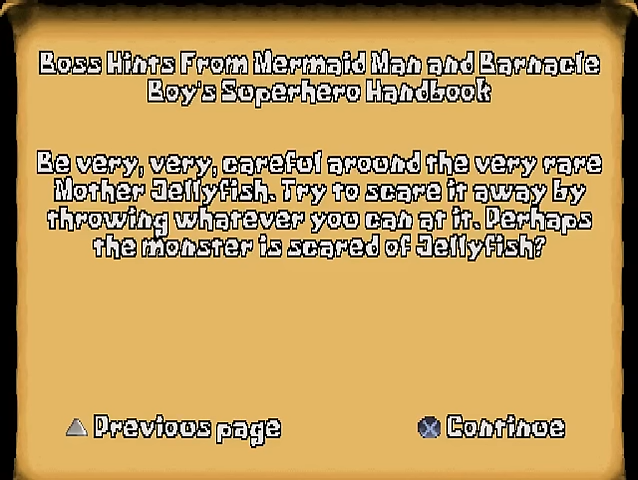 Boss Hints From Mermaid Man and Barnacle
Boy's Superhero Handbook
Be very, very, careful around the very rare
Mother Jellyfish. Try to scare it away by
throwing whatever you can at it. Perhaps
the monster is scared of Jellyfish?
Previous page
Continue